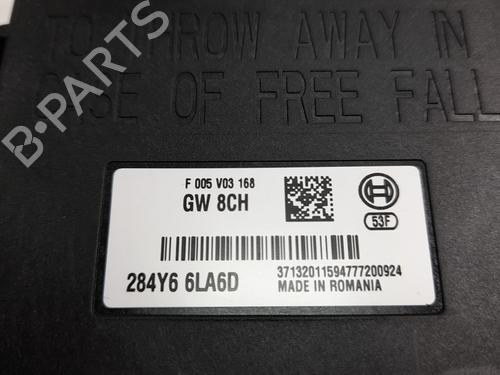 TO THROW AWAY IN
CASE OF FREE FALL
B-PARTS
F 005 V03 168
GW 8CH
53F
284Y6 6LA6D
37132011594777200924
MADE IN ROMANIA